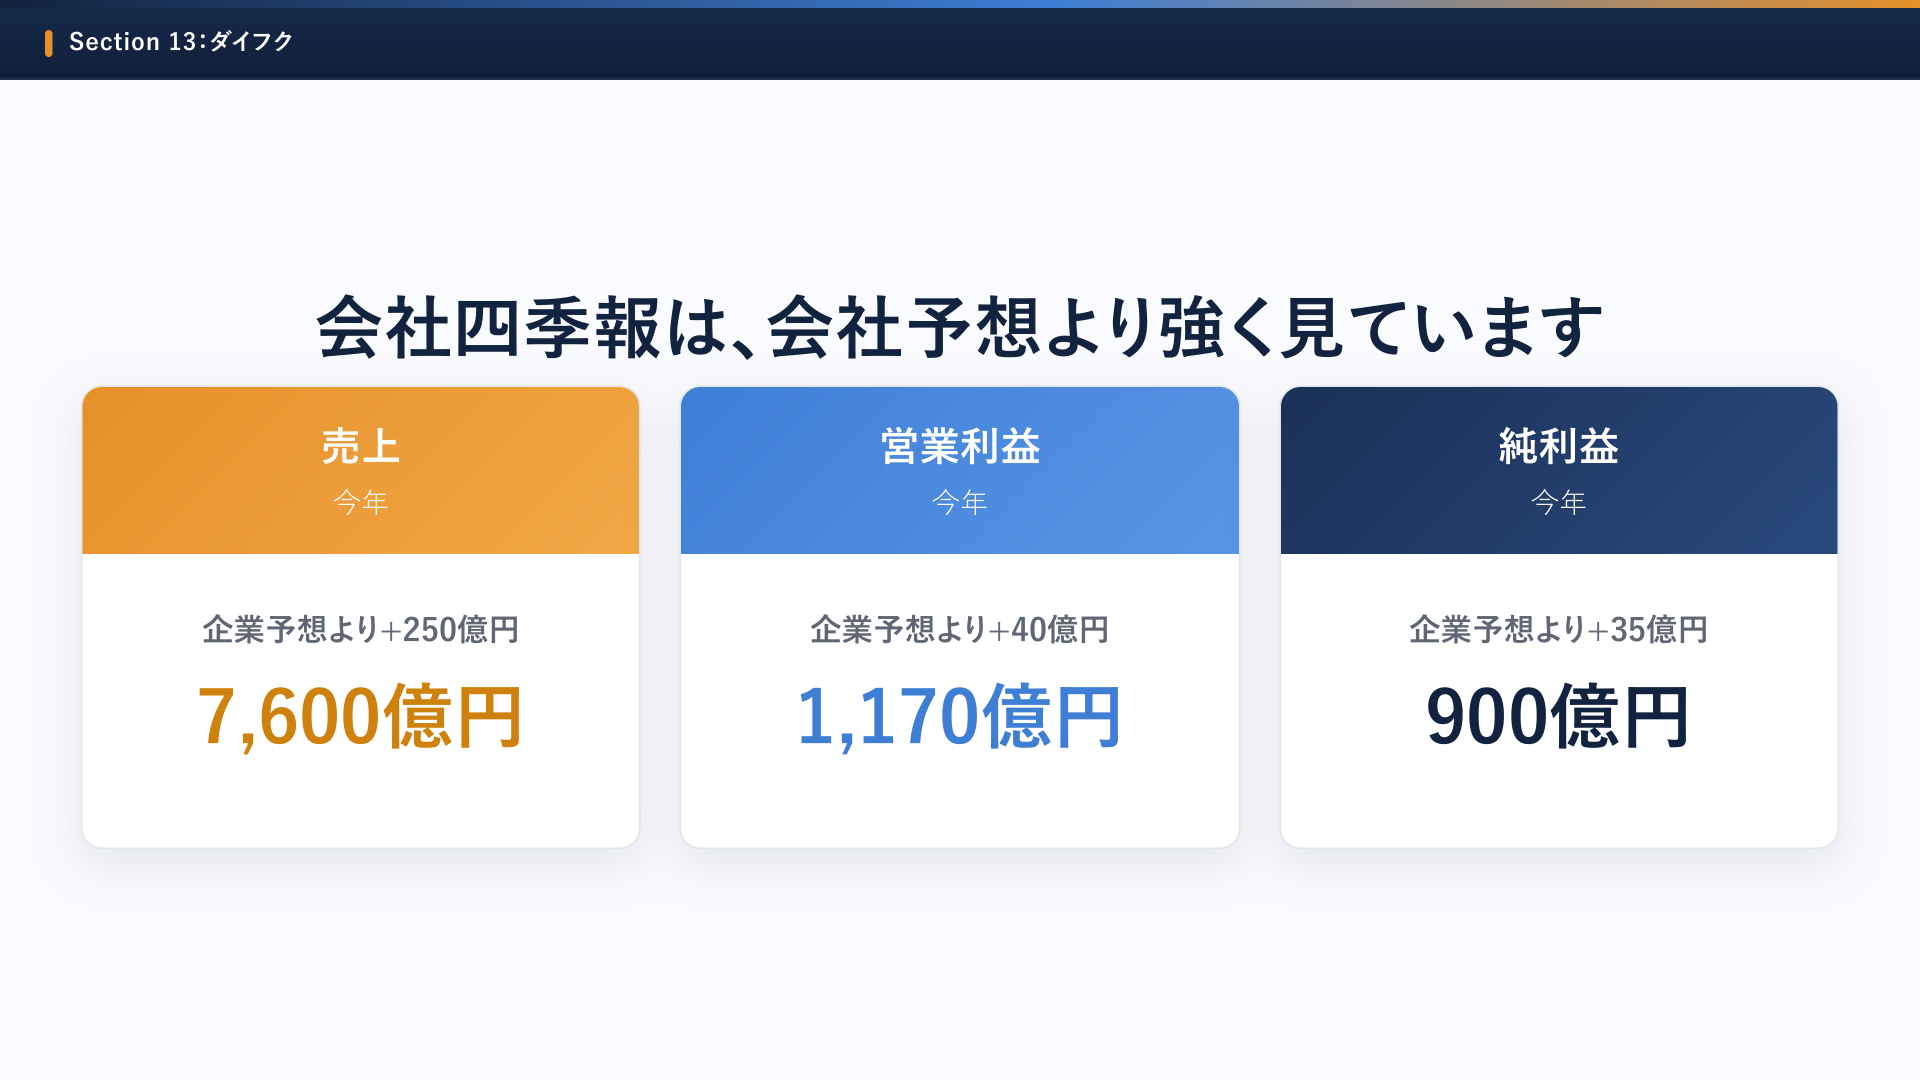 Section 13：ダイフク
会社四季報は、会社予想より強く見ています
売上
今年
企業予想より+250億円
7,600億円
営業利益
今年
企業予想より+40億円
1,170億円
純利益
今年
企業予想より+35億円
900億円